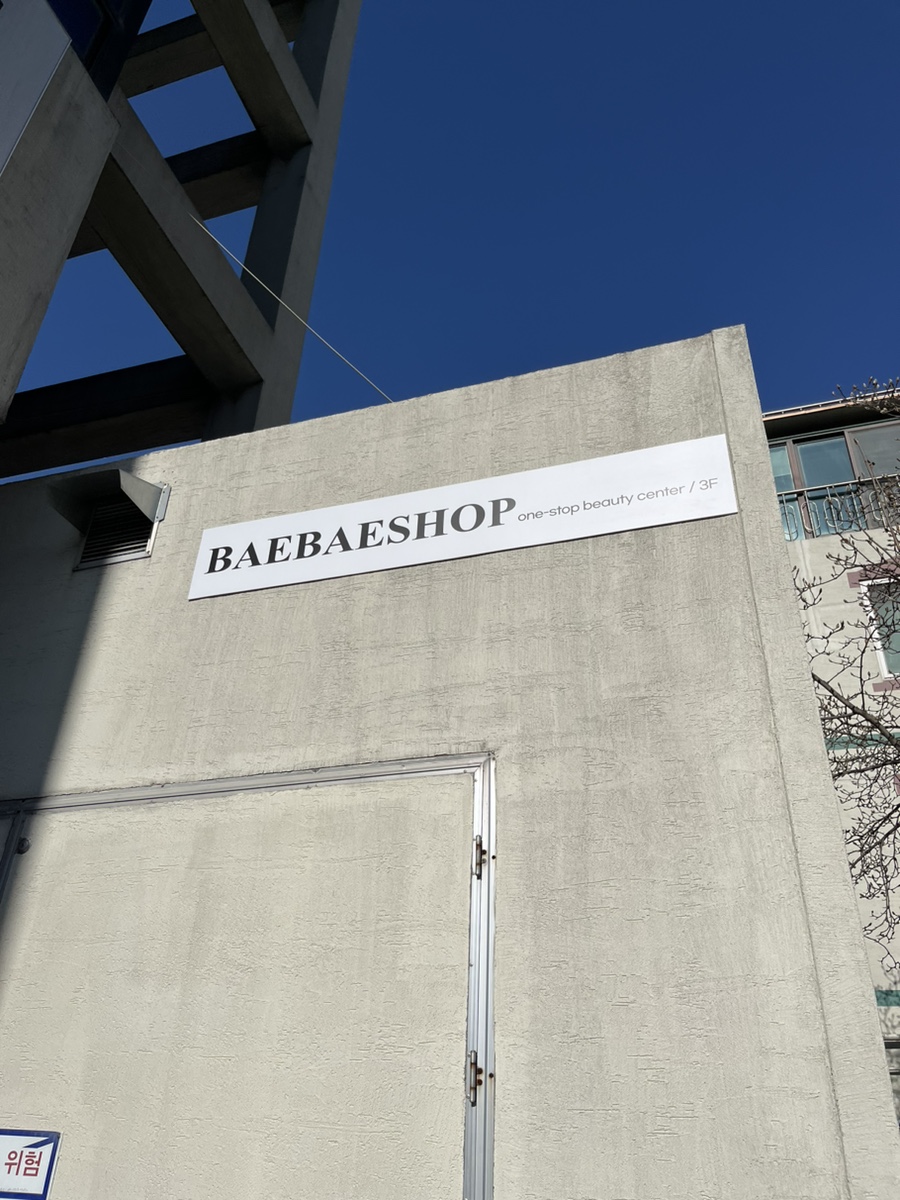 BAEBAESHOP one-stop beauty center / 3F
위험